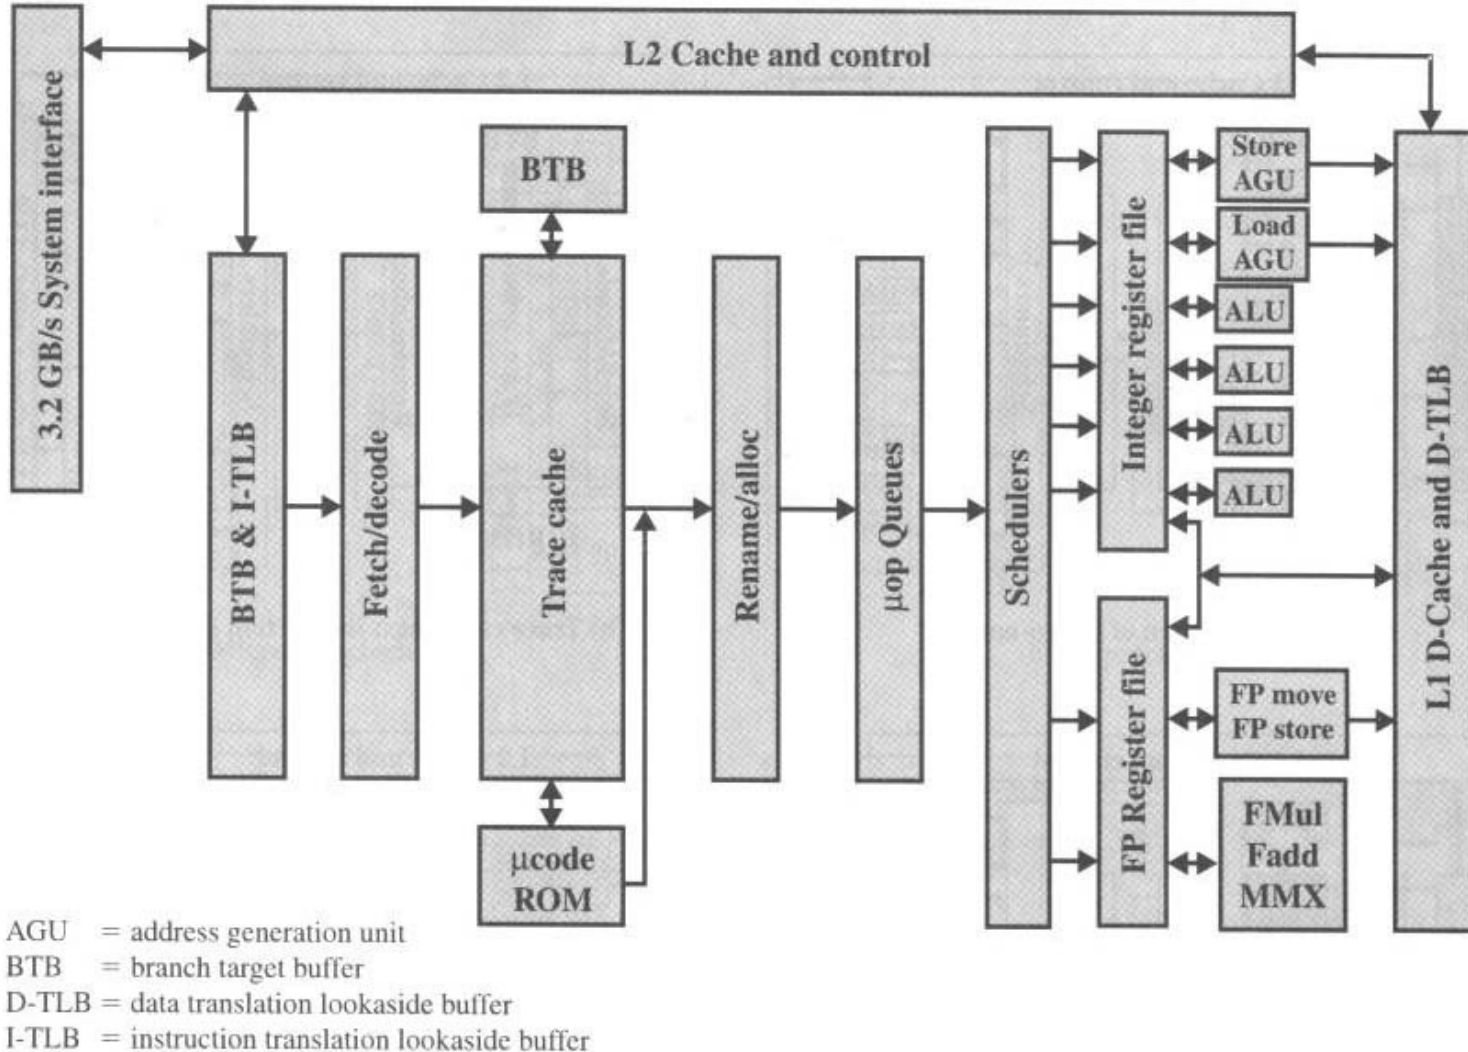 L2 Cache and control
3.2 GB/s System interface
BTB
Store
AGU
Load
AGU
ALU
ALU
ALU
ALU
BTB & I-TLB
Fetch/decode
Trace cache
Rename/alloc
μop Queues
Schedulers
Integer register file
FP Register file
L1 D-Cache and D-TLB
FP move
FP store
FMul
Fadd
MMX
μcode
ROM
AGU = address generation unit
BTB = branch target buffer
D-TLB = data translation lookaside buffer
I-TLB = instruction translation lookaside buffer